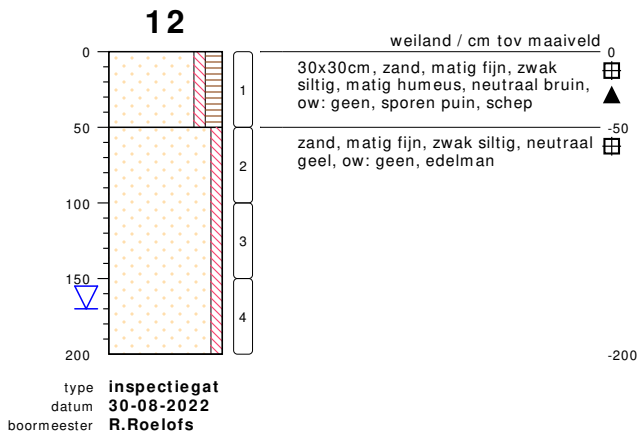 12
weiland / cm tov maaiveld
0
0
30x30cm, zand, matig fijn, zwak
siltig, matig humeus, neutraal bruin,
ow: geen, sporen puin, schep
1
50
-50
zand, matig fijn, zwak siltig, neutraal
geel, ow: geen, edelman
2
100
3
150
4
200
-200
type inspectiegat
datum 30-08-2022
boormeester R.Roelofs